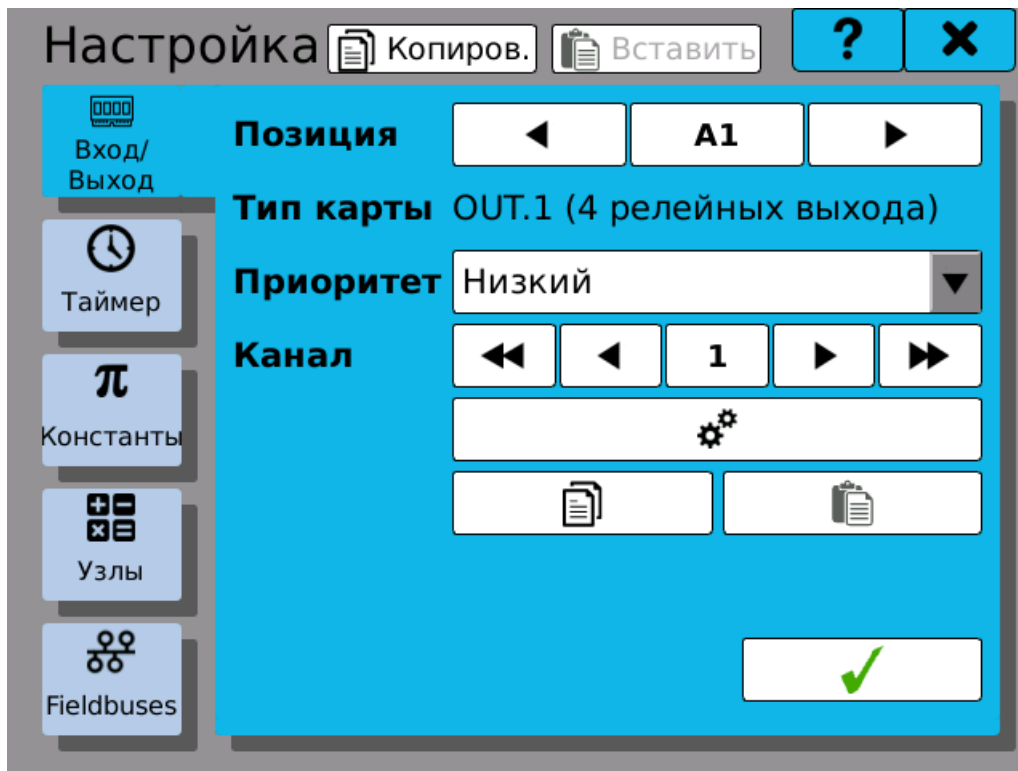 Настройка
Копиров.
Вставить
?
Вход/
Выход
Таймер
π
Константы
Узлы
Fieldbuses
Позиция
A1
Тип карты OUT.1 (4 релейных выхода)
Приоритет Низкий
Канал
1